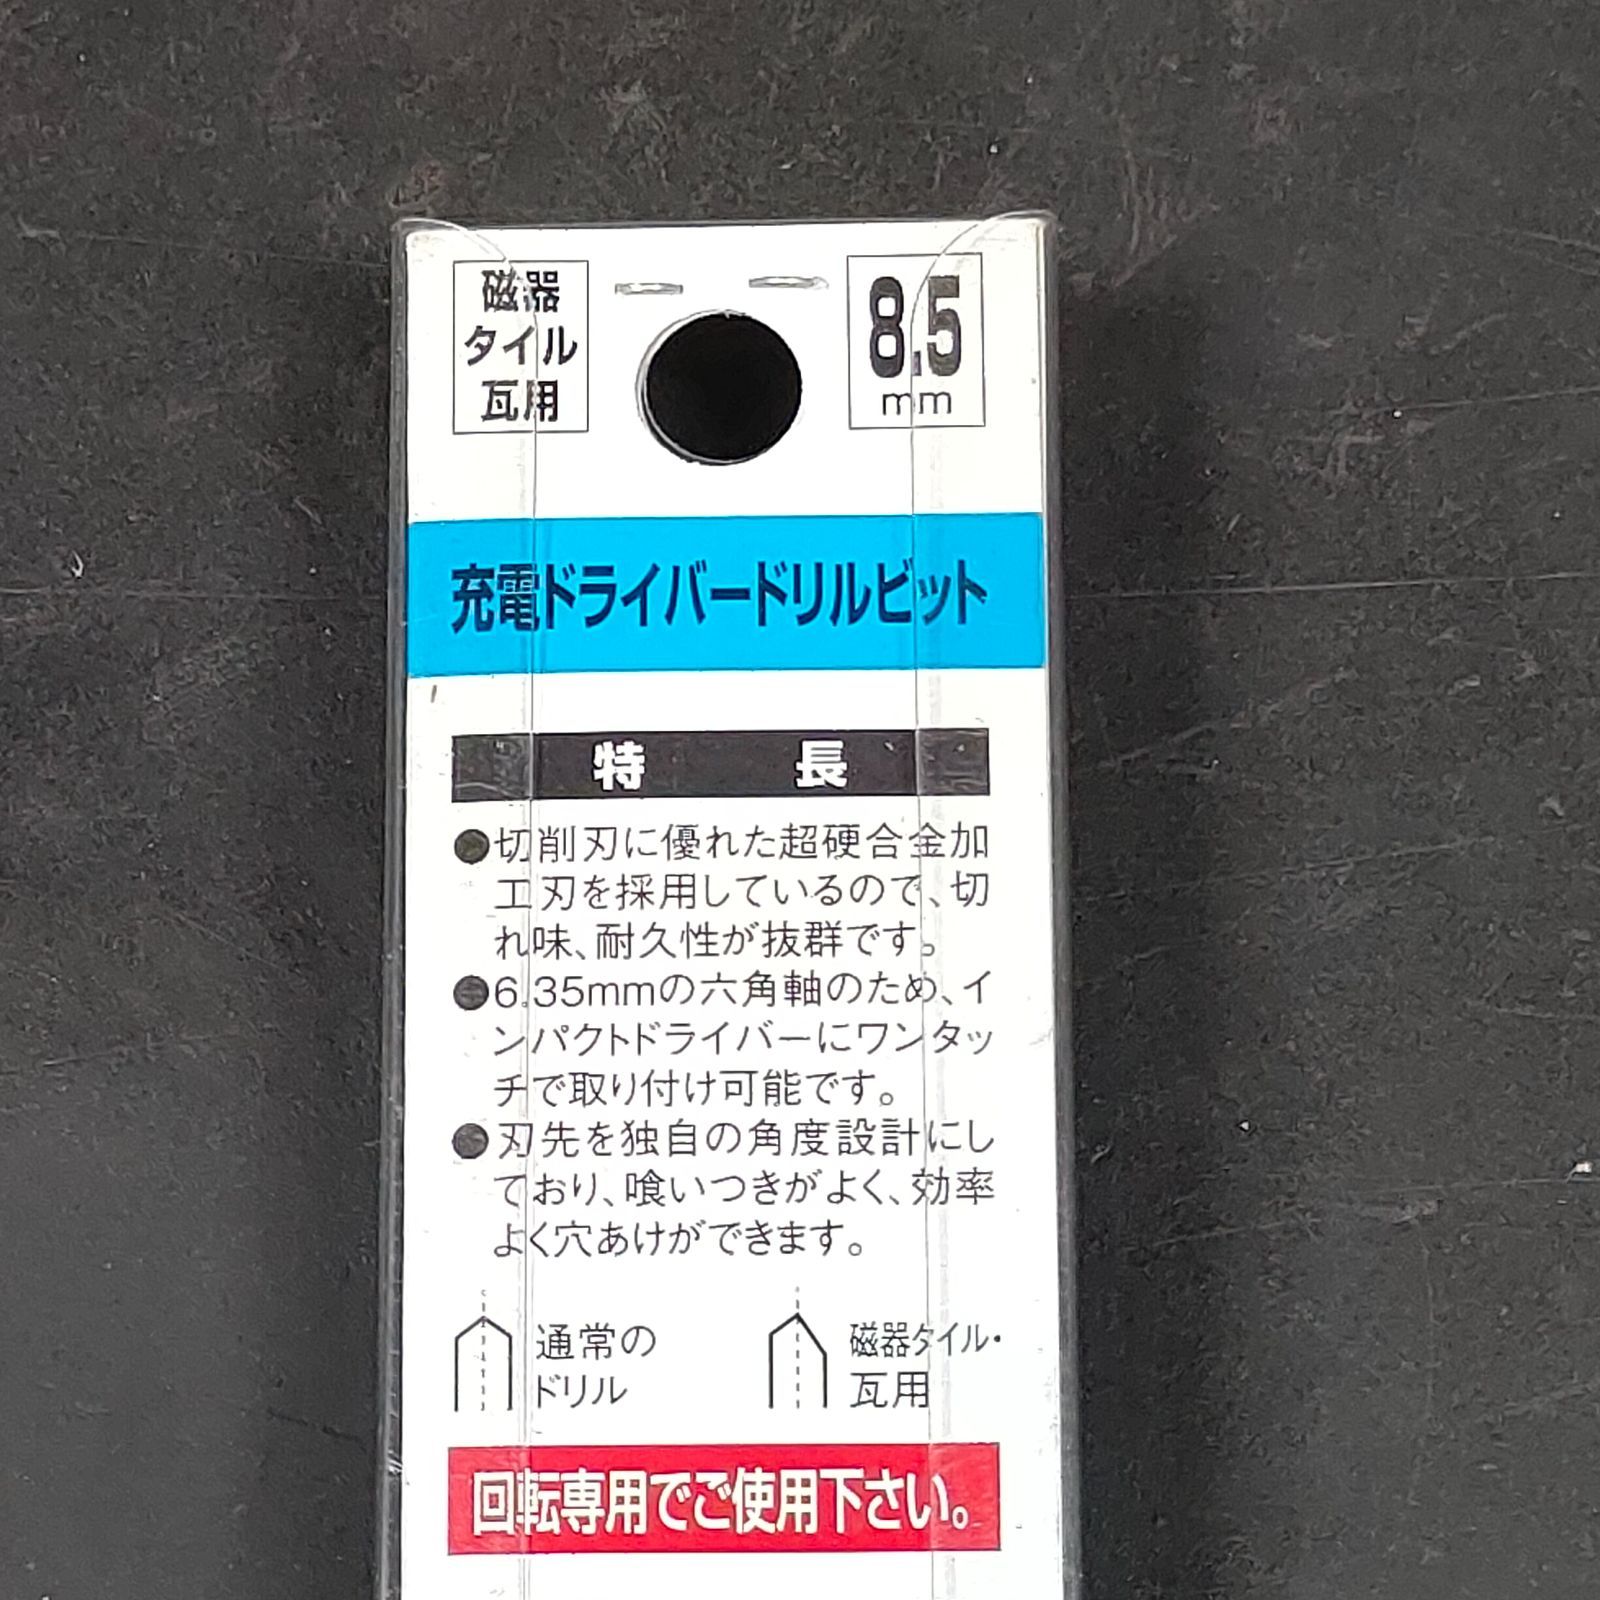 磁器
タイル
瓦用
8.5
mm
充電ドライバードリルビット
特 長
●切削刃に優れた超硬合金加
工刃を採用しているので、切
れ味、耐久性が抜群です。
●6.35mmの六角軸のため、イ
ンパクトドライバーにワンタッ
チで取り付け可能です。
●刃先を独自の角度設計にし
ており、喰いつきがよく、効率
よく穴あけができます。
通常の
ドリル
磁器タイル・
瓦用
回転専用でご使用下さい。